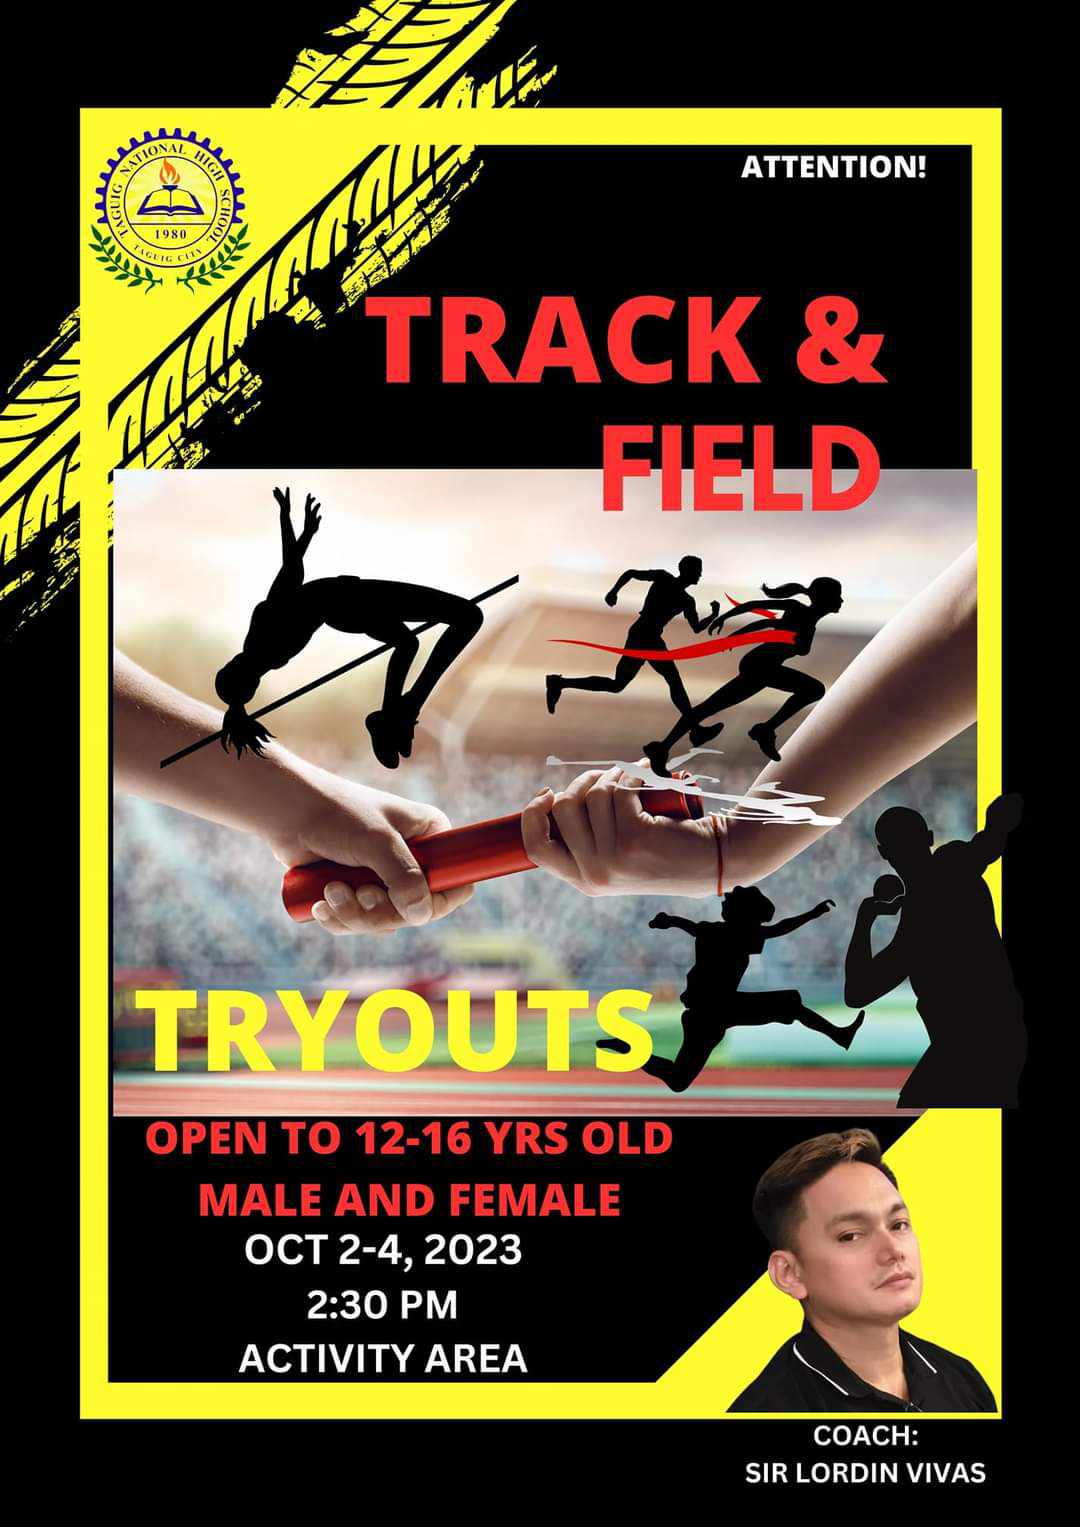 TAGUIG NATIONAL HIGH SCHOOL
1980
TAGUIG CITY
ATTENTION!
TRACK &
FIELD
TRYOUTS
OPEN TO 12-16 YRS OLD
MALE AND FEMALE
OCT 2-4, 2023
2:30 PM
ACTIVITY AREA
COACH:
SIR LORDIN VIVAS